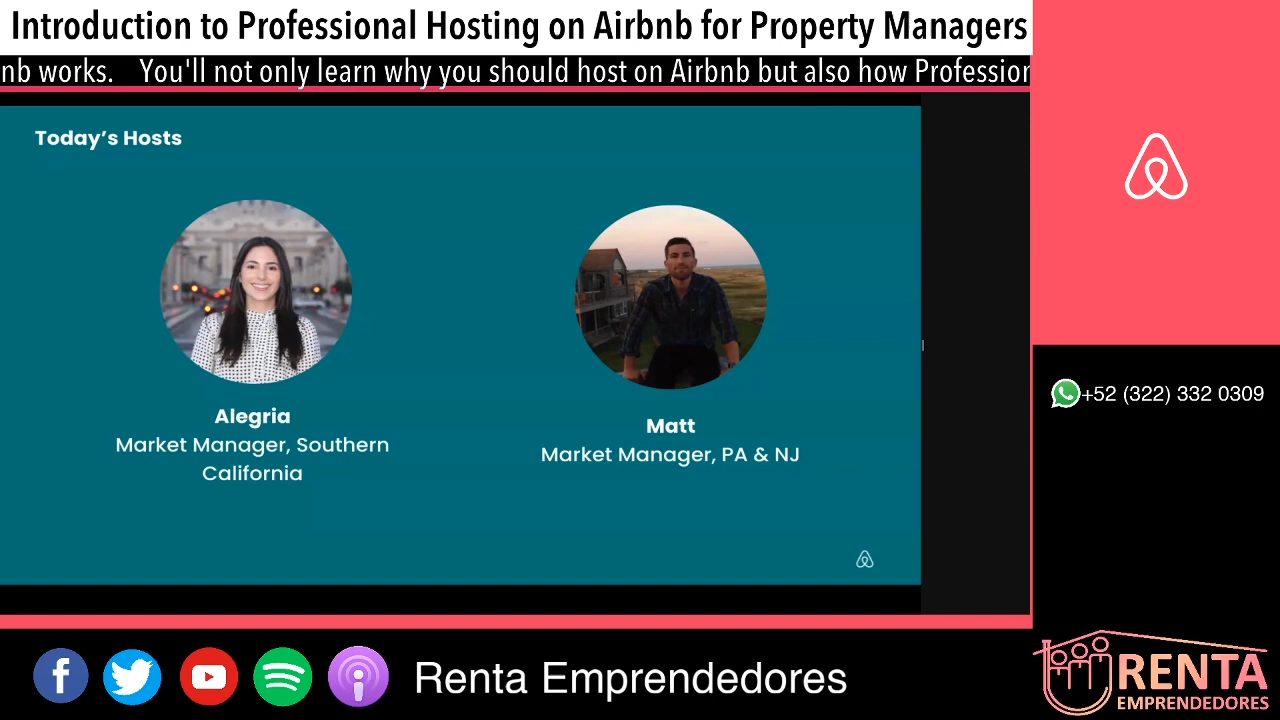 Introduction to Professional Hosting on Airbnb for Property Managers
nb works. You'll not only learn why you should host on Airbnb but also how Profession
Today's Hosts
Alegria
Market Manager, Southern
California
Matt
Market Manager, PA & NJ
+52 (322) 332 0309
Renta Emprendedores
RENTA
EMPRENDEDORES